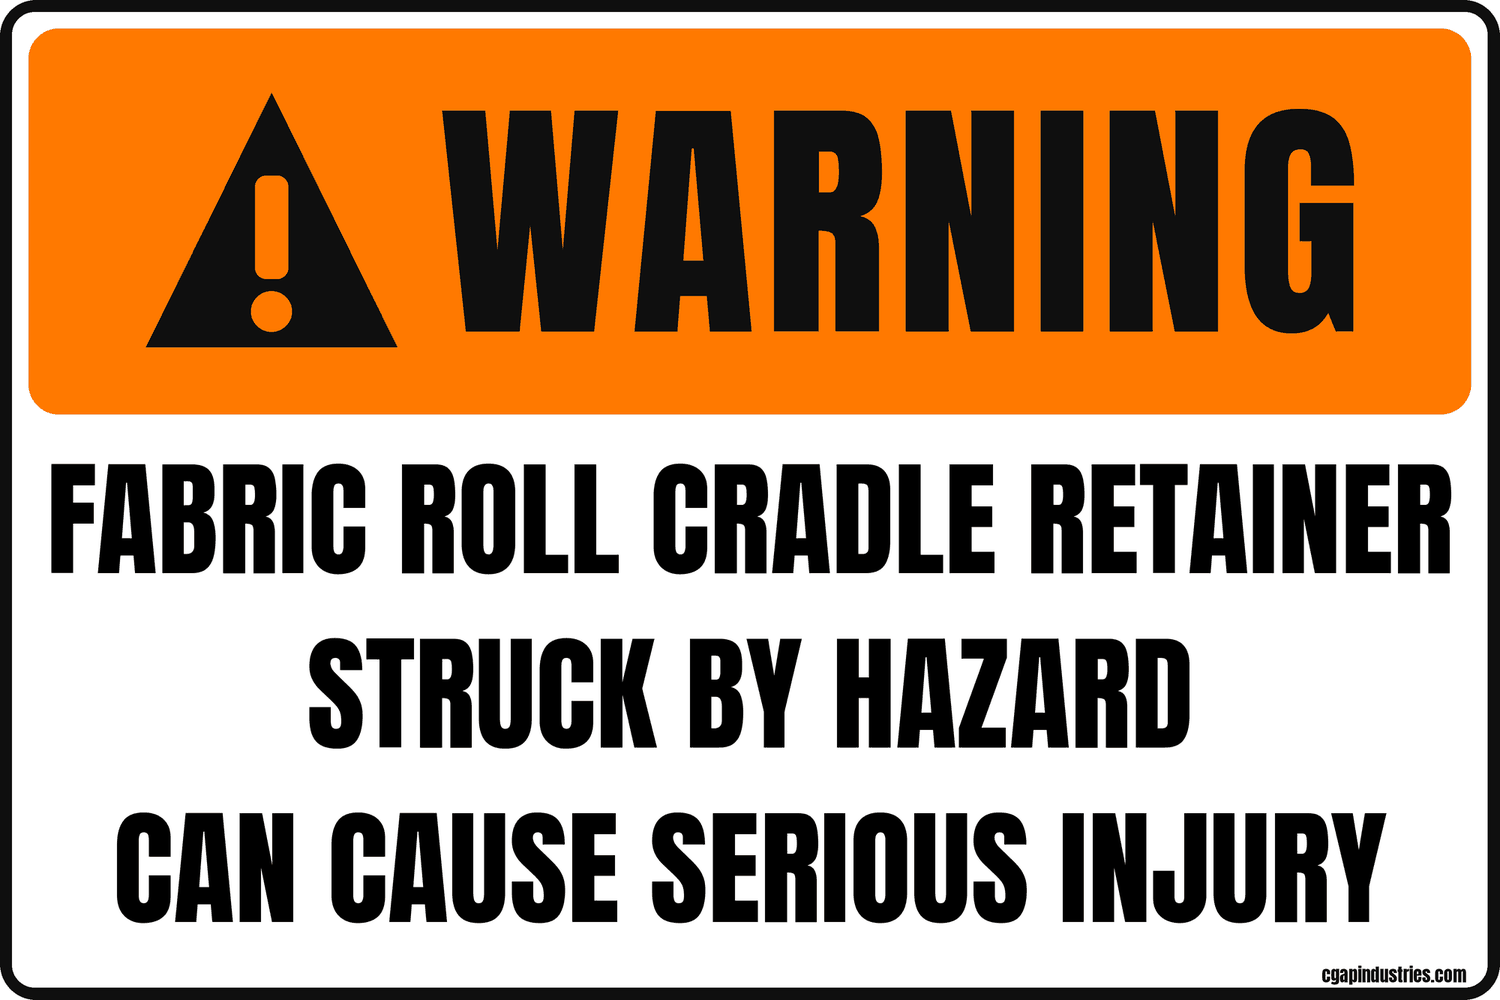 WARNING
FABRIC ROLL CRADLE RETAINER
STRUCK BY HAZARD
CAN CAUSE SERIOUS INJURY
cgapindustries.com